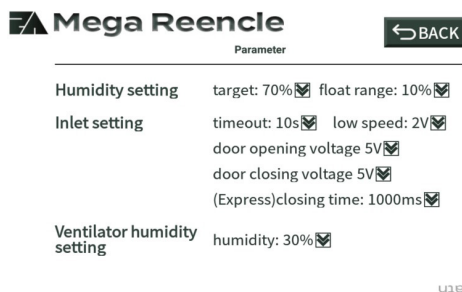 Mega Reencle
BACK
Parameter
Humidity setting target: 70% float range: 10%
Inlet setting timeout: 10s low speed: 2V
door opening voltage 5V
door closing voltage 5V
(Express)closing time: 1000ms
Ventilator humidity setting humidity: 30%